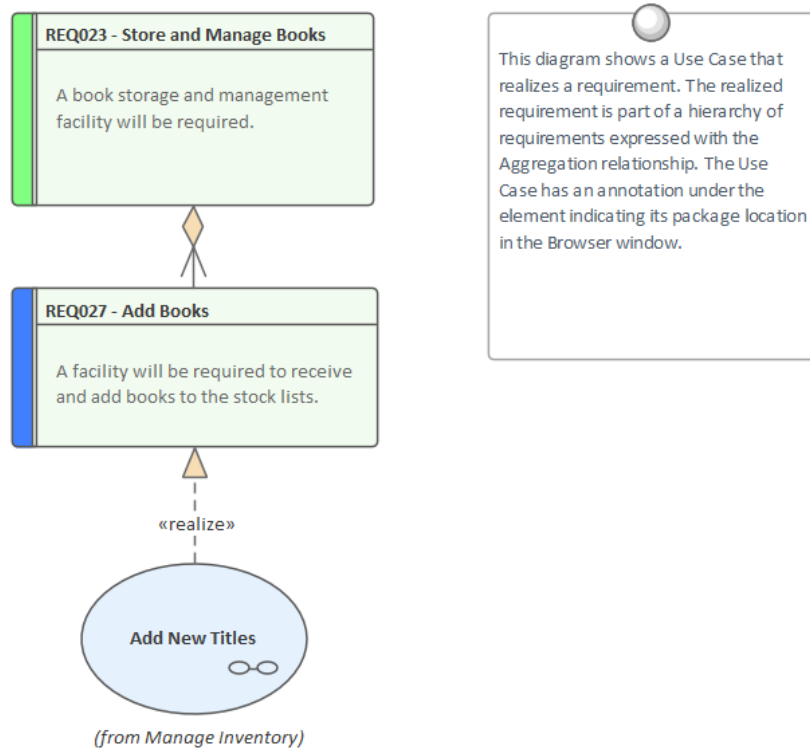 REQ023 - Store and Manage Books
A book storage and management
facility will be required.
REQ027 - Add Books
A facility will be required to receive
and add books to the stock lists.
«realize»
Add New Titles
(from Manage Inventory)
This diagram shows a Use Case that
realizes a requirement. The realized
requirement is part of a hierarchy of
requirements expressed with the
Aggregation relationship. The Use
Case has an annotation under the
element indicating its package location
in the Browser window.